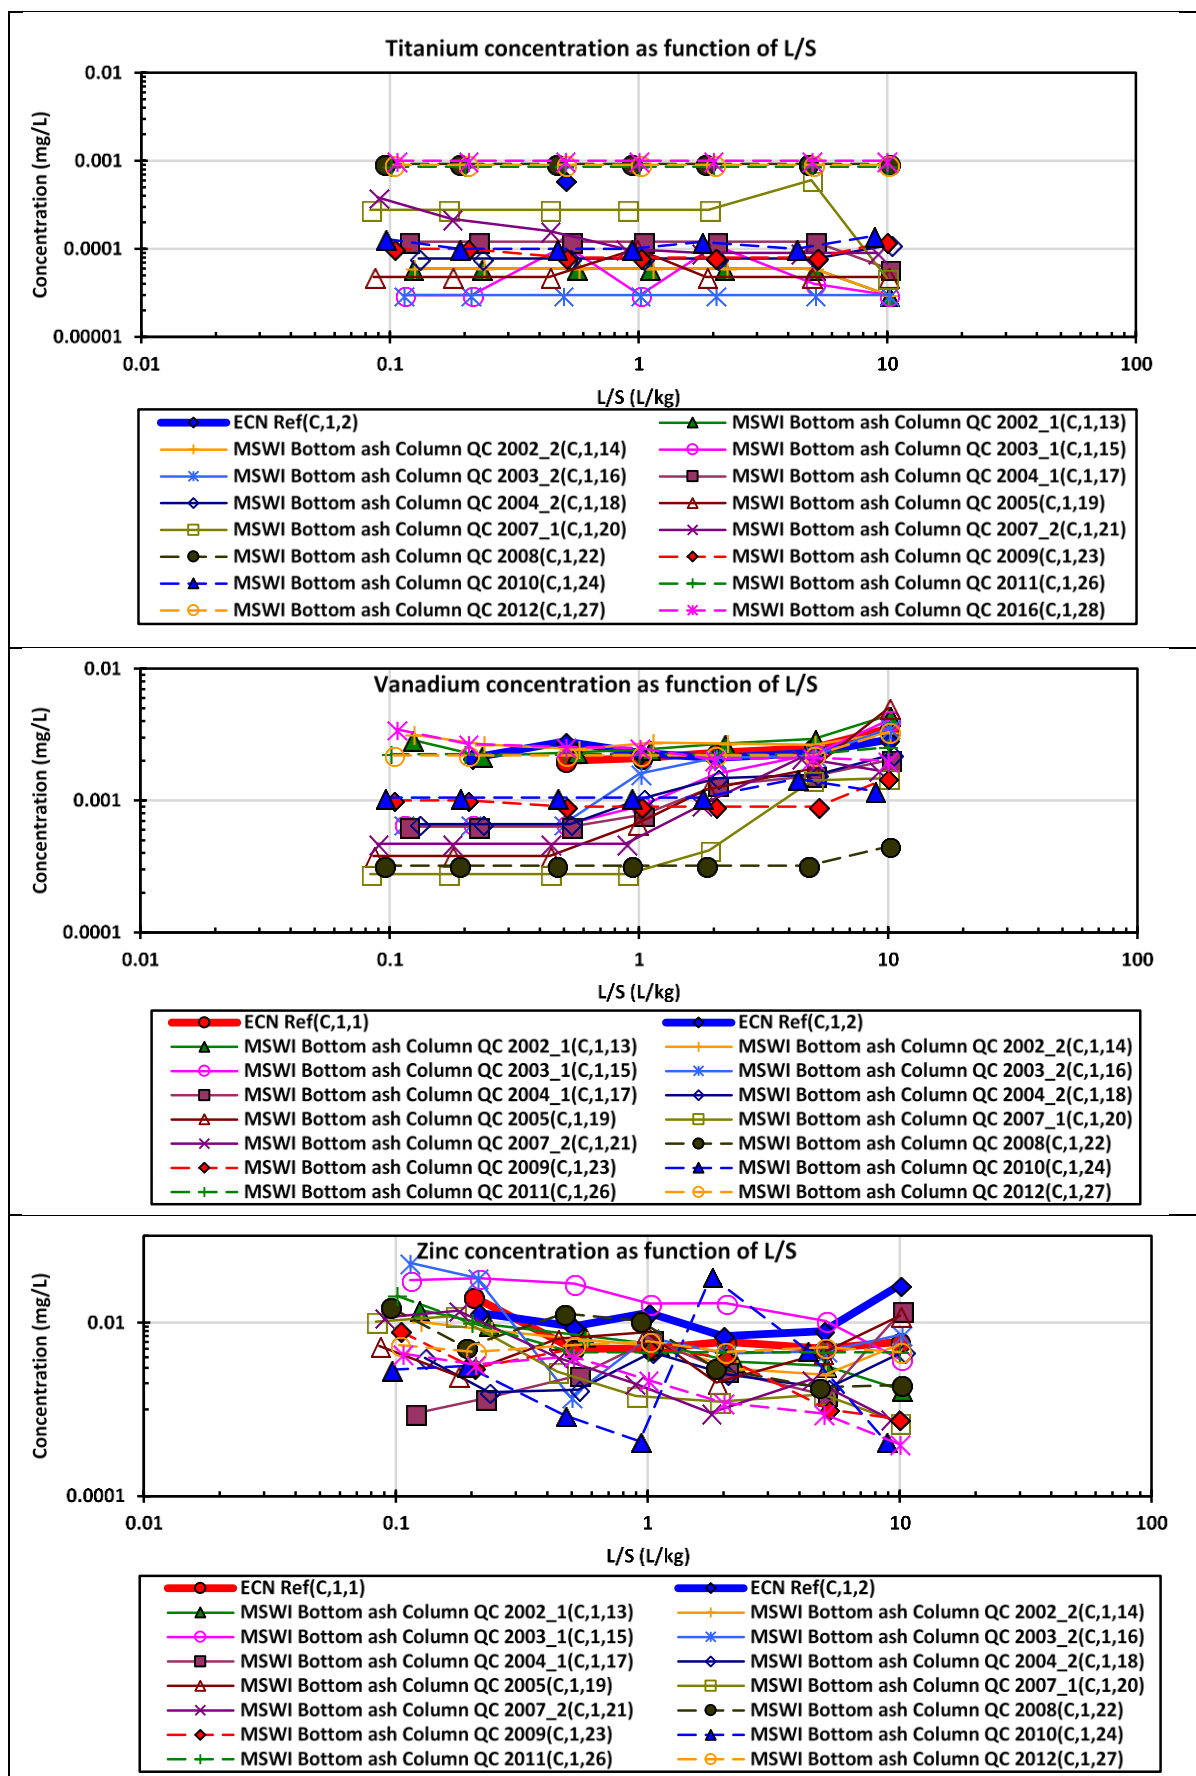 Titanium concentration as function of L/S
Concentration (mg/L)
0.01
0.001
0.0001
0.00001
0.01 0.1 1 10 100
L/S (L/kg)
ECN Ref(C,1,2) MSWI Bottom ash Column QC 2002_1(C,1,13)
MSWI Bottom ash Column QC 2002_2(C,1,14) MSWI Bottom ash Column QC 2003_1(C,1,15)
MSWI Bottom ash Column QC 2003_2(C,1,16) MSWI Bottom ash Column QC 2004_1(C,1,17)
MSWI Bottom ash Column QC 2004_2(C,1,18) MSWI Bottom ash Column QC 2005(C,1,19)
MSWI Bottom ash Column QC 2007_1(C,1,20) MSWI Bottom ash Column QC 2007_2(C,1,21)
MSWI Bottom ash Column QC 2008(C,1,22) MSWI Bottom ash Column QC 2009(C,1,23)
MSWI Bottom ash Column QC 2010(C,1,24) MSWI Bottom ash Column QC 2011(C,1,26)
MSWI Bottom ash Column QC 2012(C,1,27) MSWI Bottom ash Column QC 2016(C,1,28)
Vanadium concentration as function of L/S
Concentration (mg/L)
0.01
0.001
0.0001
0.01 0.1 1 10 100
L/S (L/kg)
ECN Ref(C,1,1) ECN Ref(C,1,2)
MSWI Bottom ash Column QC 2002_1(C,1,13) MSWI Bottom ash Column QC 2002_2(C,1,14)
MSWI Bottom ash Column QC 2003_1(C,1,15) MSWI Bottom ash Column QC 2003_2(C,1,16)
MSWI Bottom ash Column QC 2004_1(C,1,17) MSWI Bottom ash Column QC 2004_2(C,1,18)
MSWI Bottom ash Column QC 2005(C,1,19) MSWI Bottom ash Column QC 2007_1(C,1,20)
MSWI Bottom ash Column QC 2007_2(C,1,21) MSWI Bottom ash Column QC 2008(C,1,22)
MSWI Bottom ash Column QC 2009(C,1,23) MSWI Bottom ash Column QC 2010(C,1,24)
MSWI Bottom ash Column QC 2011(C,1,26) MSWI Bottom ash Column QC 2012(C,1,27)
Zinc concentration as function of L/S
Concentration (mg/L)
0.01
0.0001
0.01 0.1 1 10 100
L/S (L/kg)
ECN Ref(C,1,1) ECN Ref(C,1,2)
MSWI Bottom ash Column QC 2002_1(C,1,13) MSWI Bottom ash Column QC 2002_2(C,1,14)
MSWI Bottom ash Column QC 2003_1(C,1,15) MSWI Bottom ash Column QC 2003_2(C,1,16)
MSWI Bottom ash Column QC 2004_1(C,1,17) MSWI Bottom ash Column QC 2004_2(C,1,18)
MSWI Bottom ash Column QC 2005(C,1,19) MSWI Bottom ash Column QC 2007_1(C,1,20)
MSWI Bottom ash Column QC 2007_2(C,1,21) MSWI Bottom ash Column QC 2008(C,1,22)
MSWI Bottom ash Column QC 2009(C,1,23) MSWI Bottom ash Column QC 2010(C,1,24)
MSWI Bottom ash Column QC 2011(C,1,26) MSWI Bottom ash Column QC 2012(C,1,27)